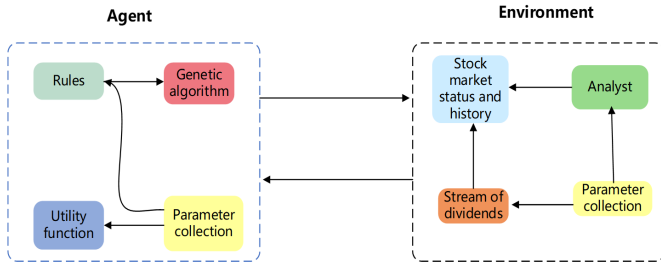 Agent
Environment
Rules
Genetic
algorithm
Utility
function
Parameter
collection
Stock
market
status and
history
Analyst
Stream of
dividends
Parameter
collection